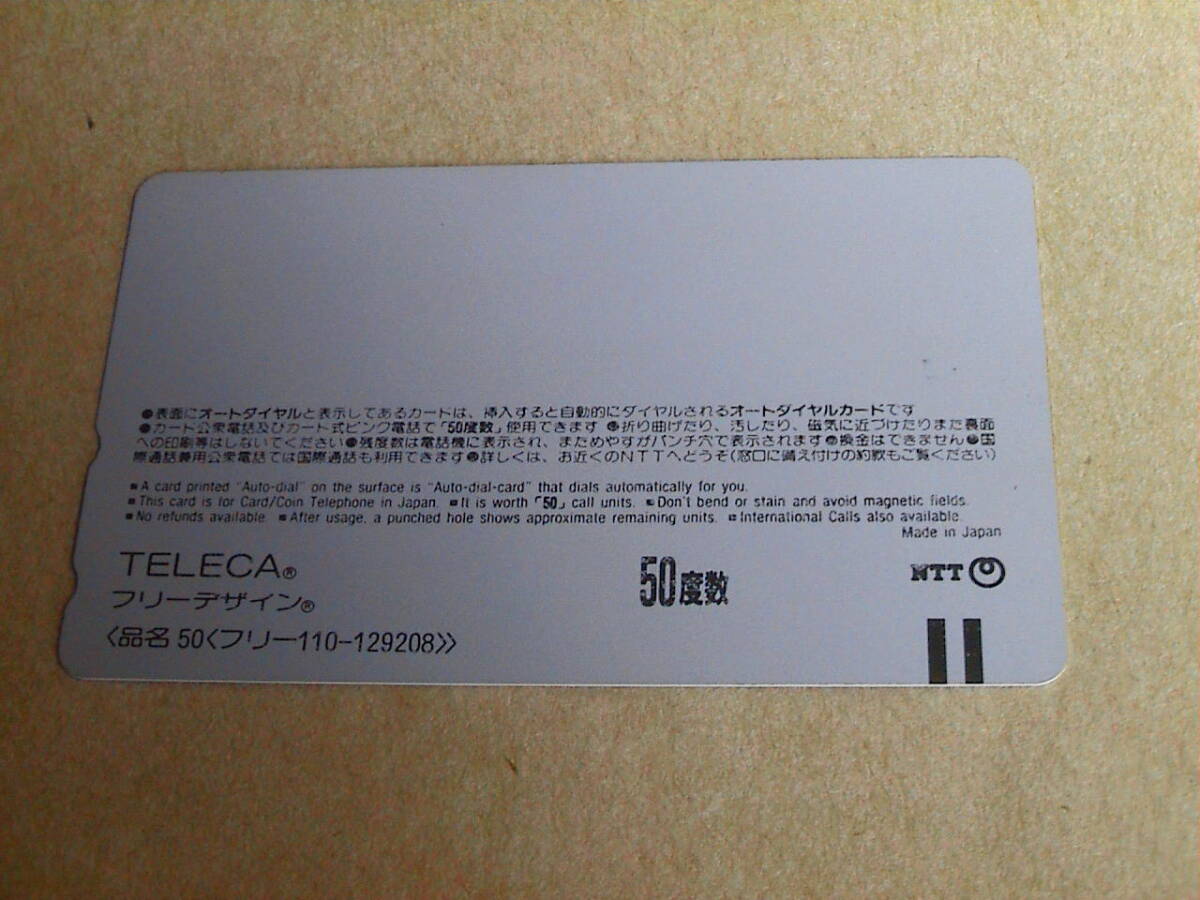 ●表面にオートダイヤルと表示してあるカードは、挿入すると自動的にダイヤルされるオートダイヤルカードです
●カード公衆電話及びカード式ピンク電話で「50度数」使用できます ●折り曲げたり、汚したり、磁気に近づけたりまた裏面
への印刷等はしないでください●残度数は電話機に表示され、まためやすがパンチ穴で表示されます●換金はできません●国
際通話兼用公衆電話では国際通話も利用できます●詳しくは、お近くのNTTへどうぞ(窓口に備え付けの約款もご覧ください)
■A card printed "Auto-dial" on the surface is "Auto-dial-card" that dials automatically for you.
■This card is for Card/Coin Telephone in Japan. ■It is worth「50」call units. ■Don't bend or stain and avoid magnetic fields.
■No refunds available. ■After usage, a punched hole shows approximate remaining units. ■International Calls also available.
Made in Japan
TELECA®
フリーデザイン®
50度数
NTT
〈品名 50〈フリー110-129208〉〉